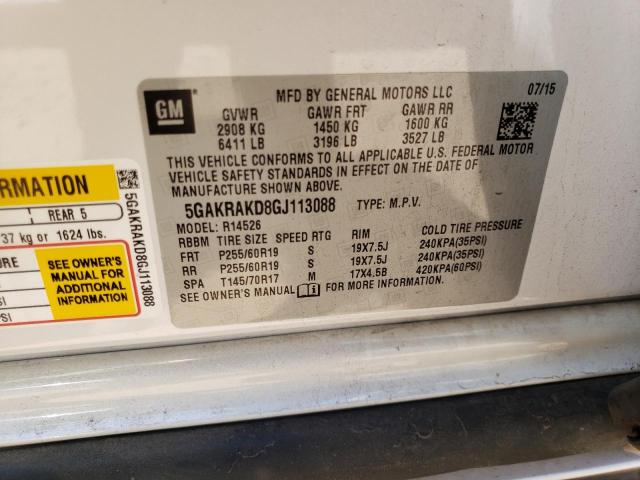 GM
MFD BY GENERAL MOTORS LLC 07/15
GVWR GAWR FRT GAWR RR
2908 KG 1450 KG 1600 KG
6411 LB 3196 LB 3527 LB
THIS VEHICLE CONFORMS TO ALL APPLICABLE U.S. FEDERAL MOTOR
VEHICLE SAFETY STANDARDS IN EFFECT ON THE DATE OF
MANUFACTURE SHOWN ABOVE.
5GAKRAKD8GJ113088 TYPE: M.P.V.
MODEL: R14526
RBBM TIRE SIZE SPEED RTG RIM COLD TIRE PRESSURE
FRT P255/60R19 S 19X7.5J 240KPA(35PSI)
RR P255/60R19 S 19X7.5J 240KPA(35PSI)
SPA T145/70R17 M 17X4.5B 420KPA(60PSI)
SEE OWNER'S MANUAL FOR MORE INFORMATION.
REAR 5
37 kg or 1624 lbs.
SEE OWNER'S
MANUAL FOR
ADDITIONAL
INFORMATION
5GAKRAKD8GJ113088